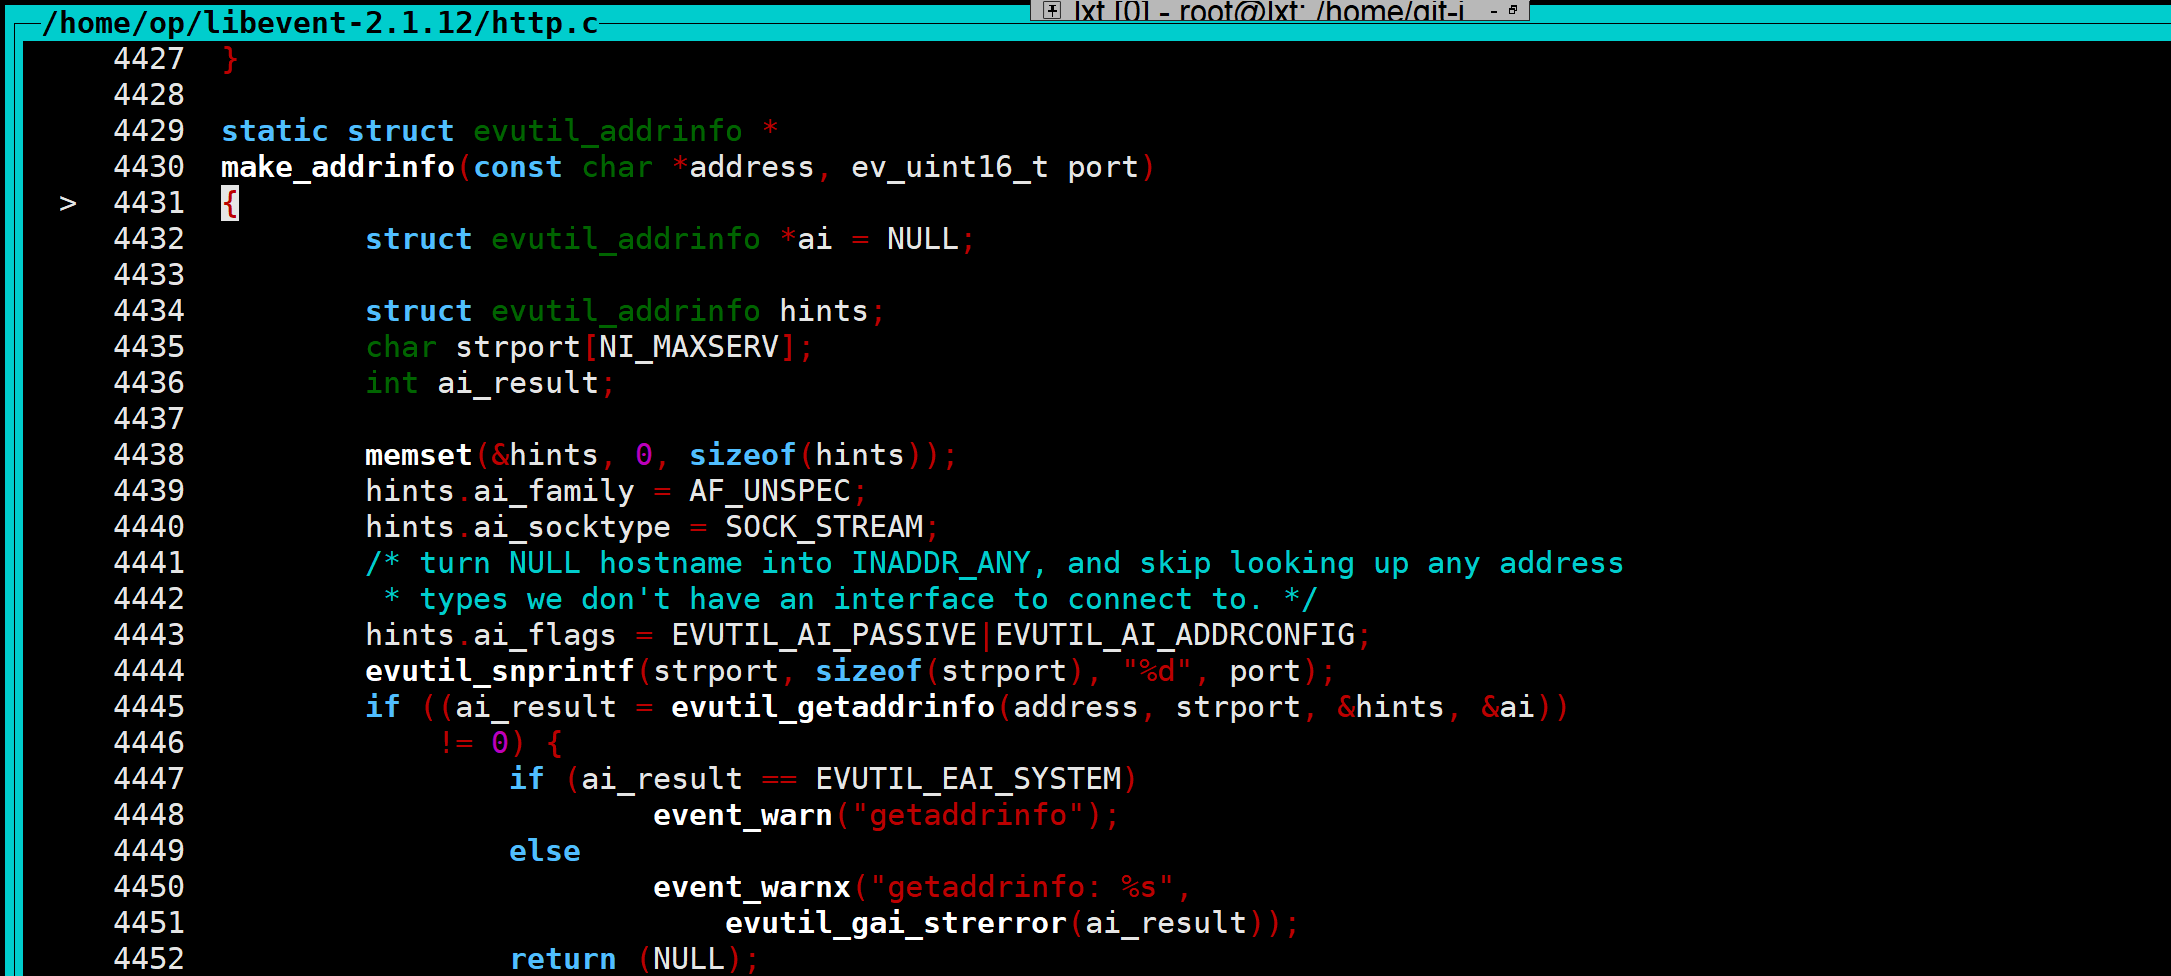 lxt [0] - root@lxt: /home/git-i
/home/op/libevent-2.1.12/http.c
4427 }
4428
4429 static struct evutil_addrinfo *
4430 make_addrinfo(const char *address, ev_uint16_t port)
> 4431 {
4432 struct evutil_addrinfo *ai = NULL;
4433
4434 struct evutil_addrinfo hints;
4435 char strport[NI_MAXSERV];
4436 int ai_result;
4437
4438 memset(&hints, 0, sizeof(hints));
4439 hints.ai_family = AF_UNSPEC;
4440 hints.ai_socktype = SOCK_STREAM;
4441 /* turn NULL hostname into INADDR_ANY, and skip looking up any address
4442 * types we don't have an interface to connect to. */
4443 hints.ai_flags = EVUTIL_AI_PASSIVE|EVUTIL_AI_ADDRCONFIG;
4444 evutil_snprintf(strport, sizeof(strport), "%d", port);
4445 if ((ai_result = evutil_getaddrinfo(address, strport, &hints, &ai))
4446 != 0) {
4447 if (ai_result == EVUTIL_EAI_SYSTEM)
4448 event_warn("getaddrinfo");
4449 else
4450 event_warnx("getaddrinfo: %s",
4451 evutil_gai_strerror(ai_result));
4452 return (NULL);